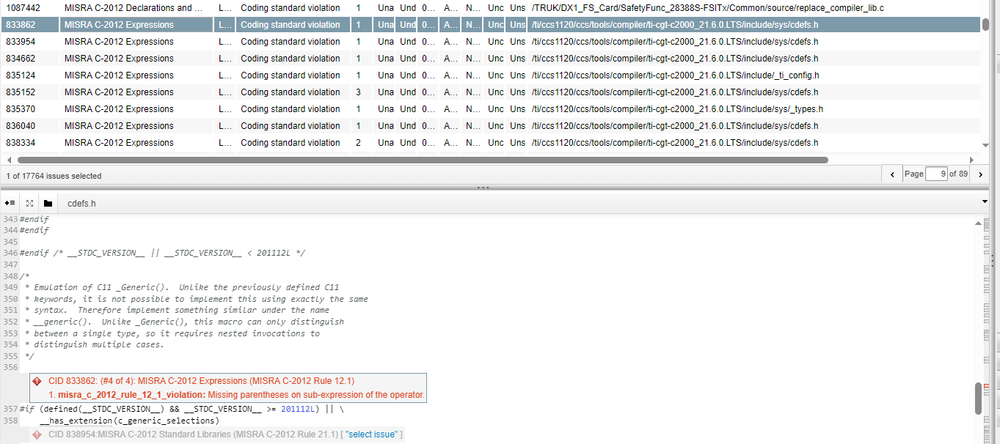 1087442 MISRA C-2012 Declarations and ... L... Coding standard violation 1 Una Und 0... A... N... Unc Uns /TRUK/DX1_FS_Card/SafetyFunc_28388S-FSITx/Common/source/replace_compiler_lib.c
833862 MISRA C-2012 Expressions L... Coding standard violation 1 Una Und 0... A... N... Unc Uns /ti/ccs1120/ccs/tools/compiler/ti-cgt-c2000_21.6.0.LTS/include/sys/cdefs.h
833954 MISRA C-2012 Expressions L... Coding standard violation 1 Una Und 0... A... N... Unc Uns /ti/ccs1120/ccs/tools/compiler/ti-cgt-c2000_21.6.0.LTS/include/sys/cdefs.h
834662 MISRA C-2012 Expressions L... Coding standard violation 1 Una Und 0... A... N... Unc Uns /ti/ccs1120/ccs/tools/compiler/ti-cgt-c2000_21.6.0.LTS/include/sys/cdefs.h
835124 MISRA C-2012 Expressions L... Coding standard violation 1 Una Und 0... A... N... Unc Uns /ti/ccs1120/ccs/tools/compiler/ti-cgt-c2000_21.6.0.LTS/include/_ti_config.h
835152 MISRA C-2012 Expressions L... Coding standard violation 3 Una Und 0... A... N... Unc Uns /ti/ccs1120/ccs/tools/compiler/ti-cgt-c2000_21.6.0.LTS/include/sys/cdefs.h
835370 MISRA C-2012 Expressions L... Coding standard violation 1 Una Und 0... A... N... Unc Uns /ti/ccs1120/ccs/tools/compiler/ti-cgt-c2000_21.6.0.LTS/include/sys/_types.h
836040 MISRA C-2012 Expressions L... Coding standard violation 1 Una Und 0... A... N... Unc Uns /ti/ccs1120/ccs/tools/compiler/ti-cgt-c2000_21.6.0.LTS/include/sys/cdefs.h
838334 MISRA C-2012 Expressions L... Coding standard violation 2 Una Und 0... A... N... Unc Uns /ti/ccs1120/ccs/tools/compiler/ti-cgt-c2000_21.6.0.LTS/include/sys/cdefs.h
1 of 17764 issues selected Page 9 of 89
cdefs.h
343 #endif
344 #endif
345
346 #endif /* __STDC_VERSION__ || __STDC_VERSION__ < 201112L */
347
348 /*
349 * Emulation of C11 _Generic(). Unlike the previously defined C11
350 * keywords, it is not possible to implement this using exactly the same
351 * syntax. Therefore implement something similar under the name
352 * __generic(). Unlike _Generic(), this macro can only distinguish
353 * between a single type, so it requires nested invocations to
354 * distinguish multiple cases.
355 */
356
CID 833862: (#4 of 4): MISRA C-2012 Expressions (MISRA C-2012 Rule 12.1)
1. misra_c_2012_rule_12_1_violation: Missing parentheses on sub-expression of the operator.
357 #if (defined(__STDC_VERSION__) && __STDC_VERSION__ >= 201112L) || \
358 __has_extension(c_generic_selections)
CID 838954:MISRA C-2012 Standard Libraries (MISRA C-2012 Rule 21.1) [ "select issue" ]